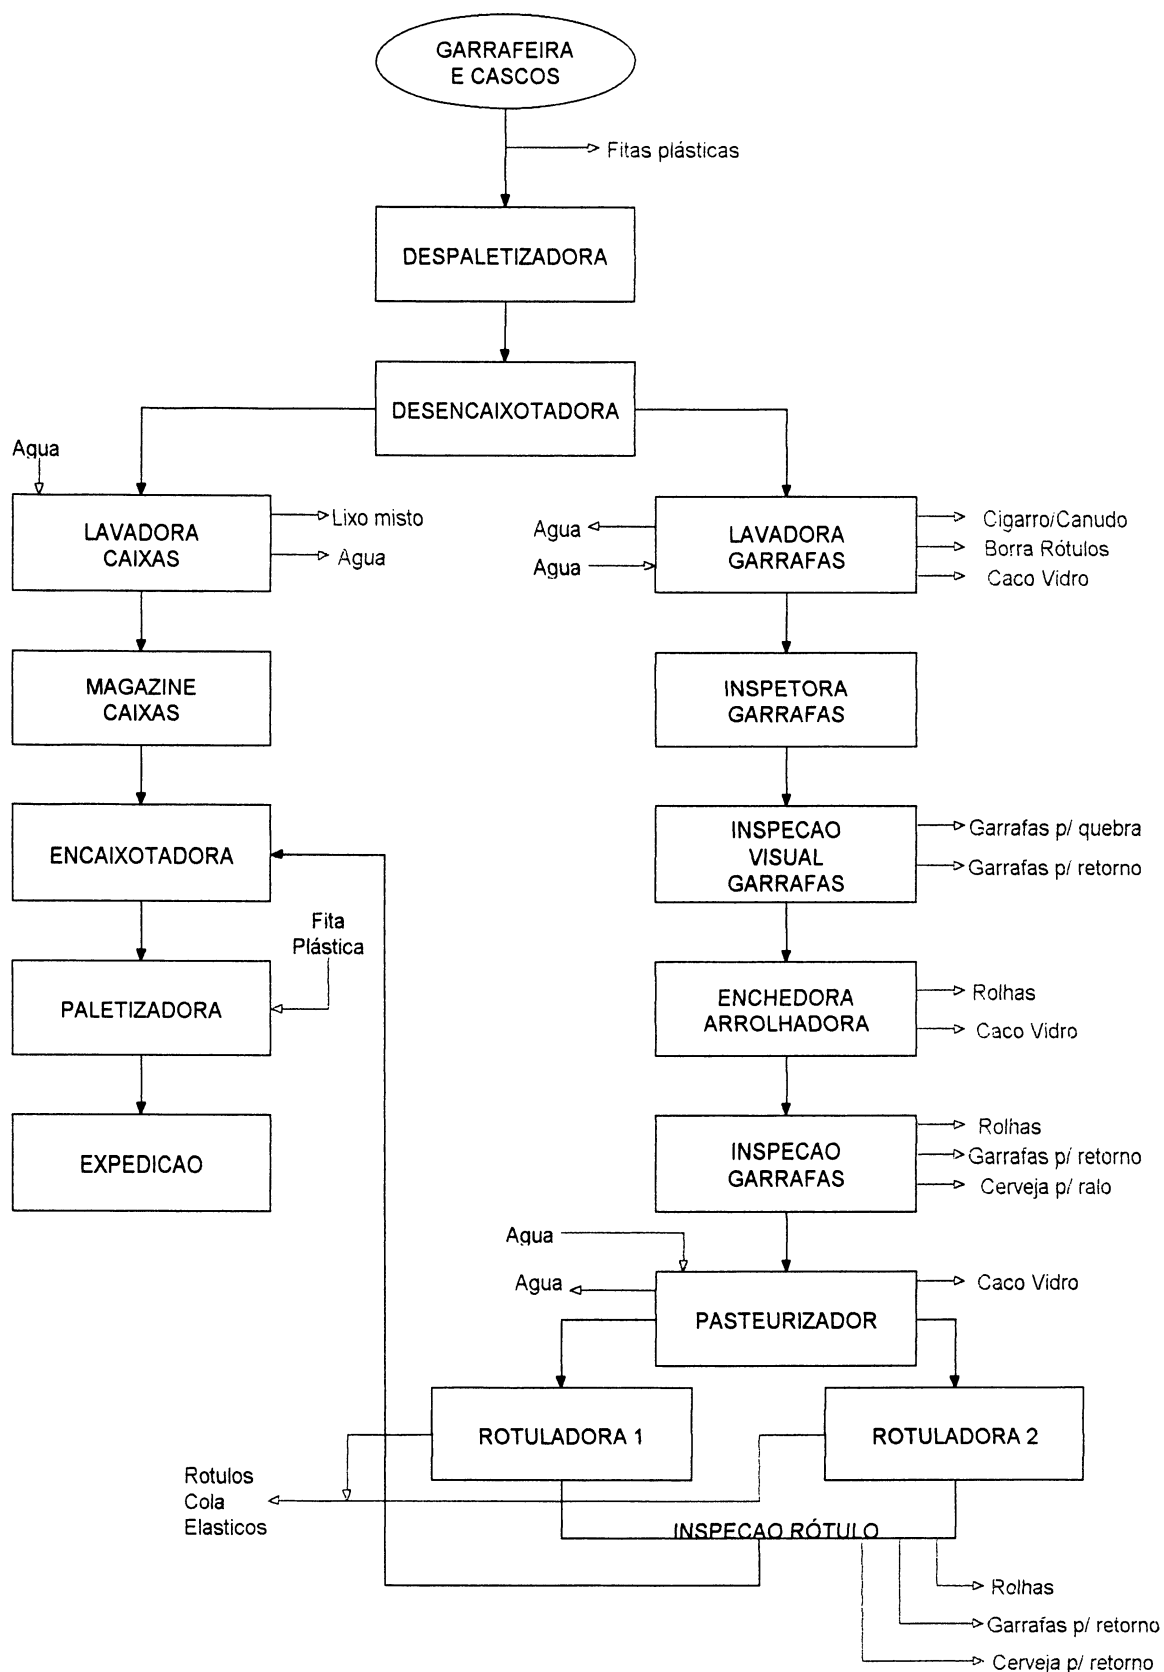 GARRAFEIRA
E CASCOS
Fitas plásticas
DESPALETIZADORA
DESENCAIXOTADORA
Agua
LAVADORA
CAIXAS
Lixo misto
Agua
Agua
Agua
LAVADORA
GARRAFAS
Cigarro/Canudo
Borra Rótulos
Caco Vidro
MAGAZINE
CAIXAS
INSPETORA
GARRAFAS
ENCAIXOTADORA
INSPECAO
VISUAL
GARRAFAS
Garrafas p/ quebra
Garrafas p/ retorno
Fita
Plástica
PALETIZADORA
ENCHEDORA
ARROLHADORA
Rolhas
Caco Vidro
EXPEDICAO
INSPECAO
GARRAFAS
Rolhas
Garrafas p/ retorno
Cerveja p/ ralo
Agua
Agua
PASTEURIZADOR
Caco Vidro
ROTULADORA 1
ROTULADORA 2
Rotulos
Cola
Elasticos
INSPECAO RÓTULO
Rolhas
Garrafas p/ retorno
Cerveja p/ retorno